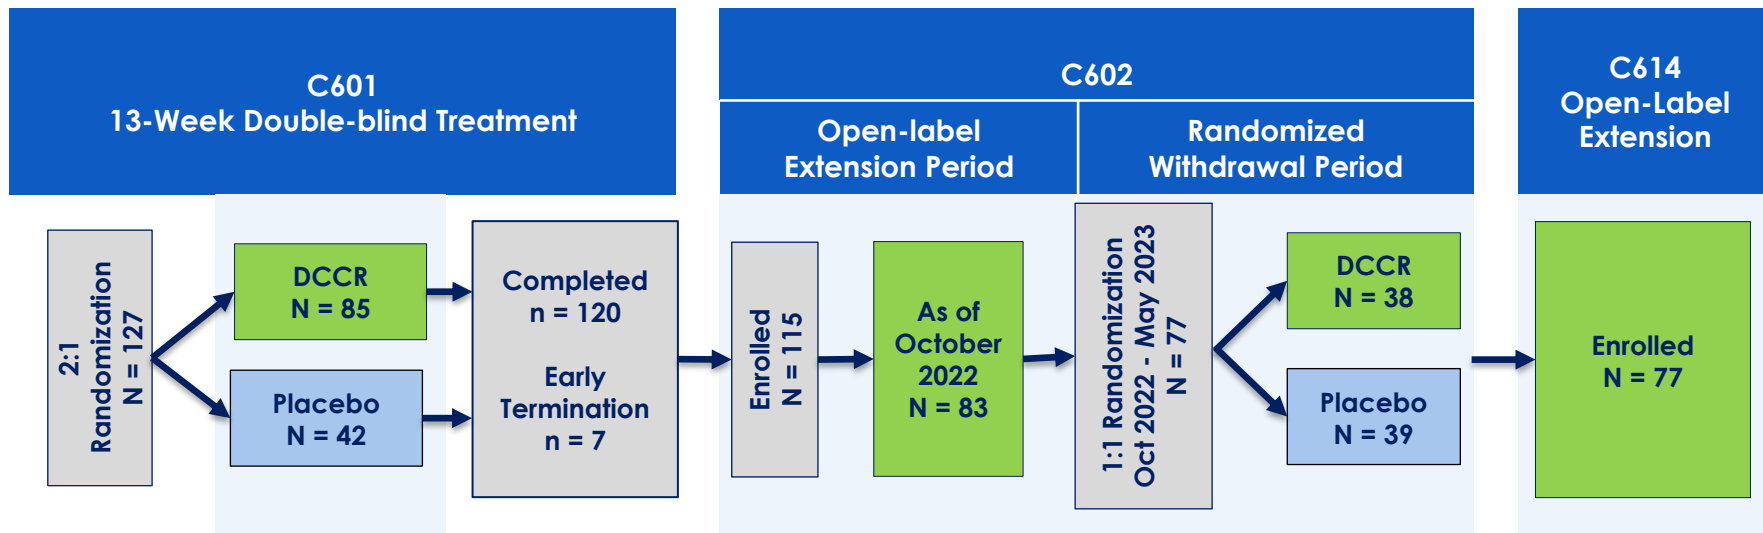 C601
13-Week Double-blind Treatment
C602
Open-label
Extension Period
Randomized
Withdrawal Period
C614
Open-Label
Extension
2:1
Randomization
N = 127
DCCR
N = 85
Placebo
N = 42
Completed
n = 120
Early
Termination
n = 7
Enrolled
N = 115
As of
October
2022
N = 83
1:1 Randomization
Oct 2022 - May 2023
N = 77
DCCR
N = 38
Placebo
N = 39
Enrolled
N = 77